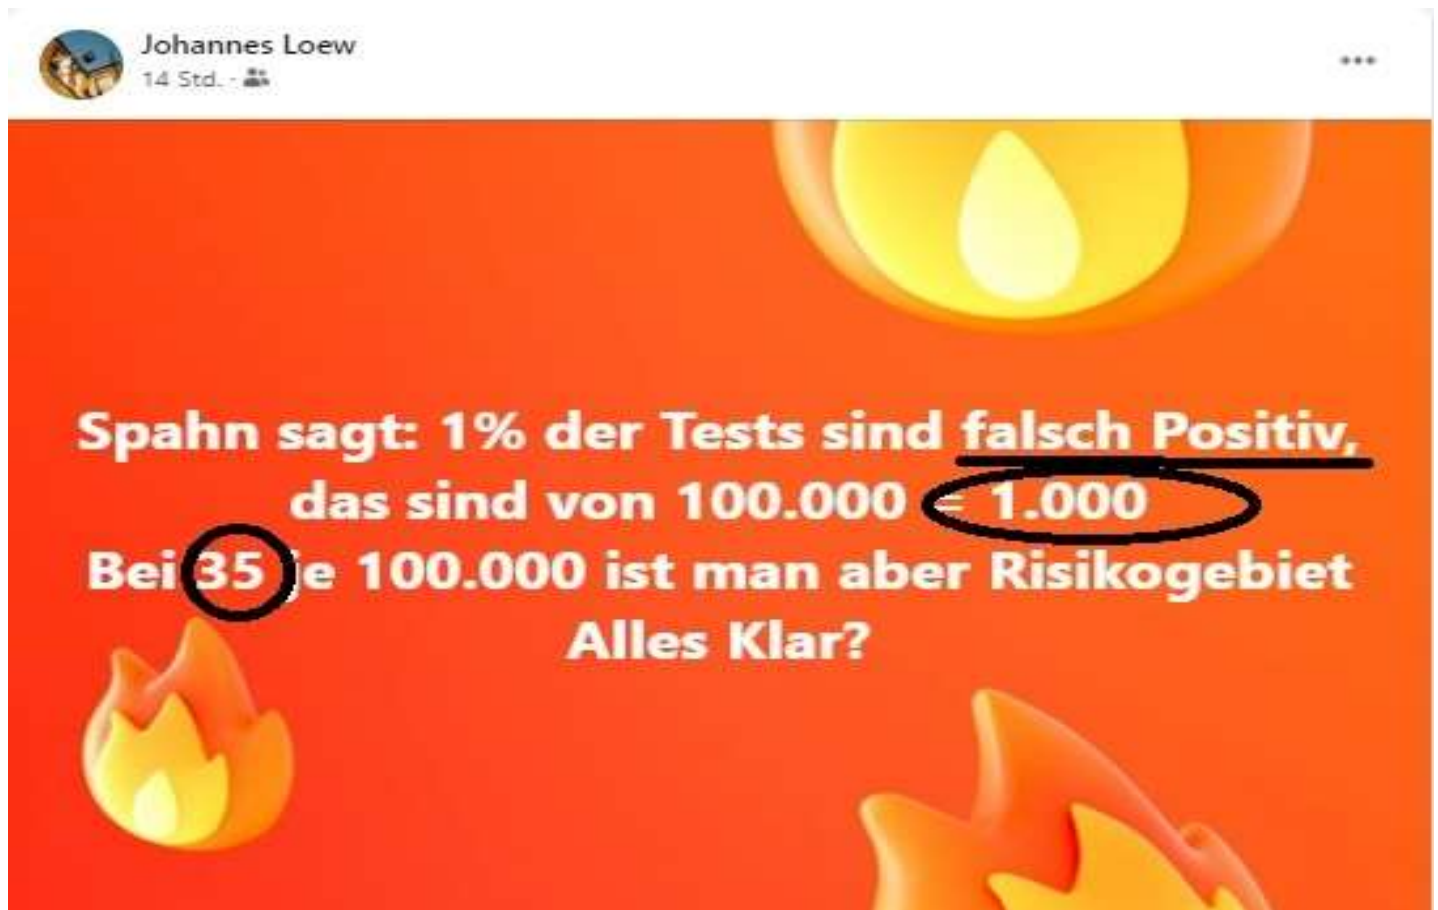 Johannes Loew
14 Std. ·
Spahn sagt: 1% der Tests sind falsch Positiv,
das sind von 100.000 = 1.000
Bei 35 je 100.000 ist man aber Risikogebiet
Alles Klar?